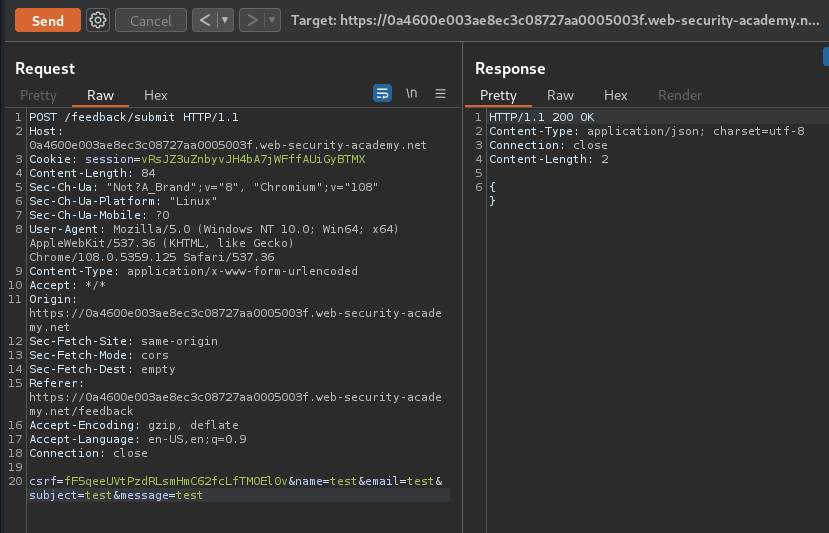 Send Cancel < > Target: https://0a4600e003ae8ec3c08727aa0005003f.web-security-academy.n...
Request
Pretty Raw Hex \n
1 POST /feedback/submit HTTP/1.1
2 Host:
0a4600e003ae8ec3c08727aa0005003f.web-security-academy.net
3 Cookie: session=vRsJZ3uZnbyvJH4bA7jWFffAUiGyBTMX
4 Content-Length: 84
5 Sec-Ch-Ua: "Not?A_Brand";v="8", "Chromium";v="108"
6 Sec-Ch-Ua-Platform: "Linux"
7 Sec-Ch-Ua-Mobile: ?0
8 User-Agent: Mozilla/5.0 (Windows NT 10.0; Win64; x64)
AppleWebKit/537.36 (KHTML, like Gecko)
Chrome/108.0.5359.125 Safari/537.36
9 Content-Type: application/x-www-form-urlencoded
10 Accept: */*
11 Origin:
https://0a4600e003ae8ec3c08727aa0005003f.web-security-acade
my.net
12 Sec-Fetch-Site: same-origin
13 Sec-Fetch-Mode: cors
14 Sec-Fetch-Dest: empty
15 Referer:
https://0a4600e003ae8ec3c08727aa0005003f.web-security-acade
my.net/feedback
16 Accept-Encoding: gzip, deflate
17 Accept-Language: en-US,en;q=0.9
18 Connection: close
19
20 csrf=fF5qeeUVtPzdRLsmHmC62fcLfTMOElOv&name=test&email=test&
subject=test&message=test
Response
Pretty Raw Hex Render
1 HTTP/1.1 200 OK
2 Content-Type: application/json; charset=utf-8
3 Connection: close
4 Content-Length: 2
5
6 {
}